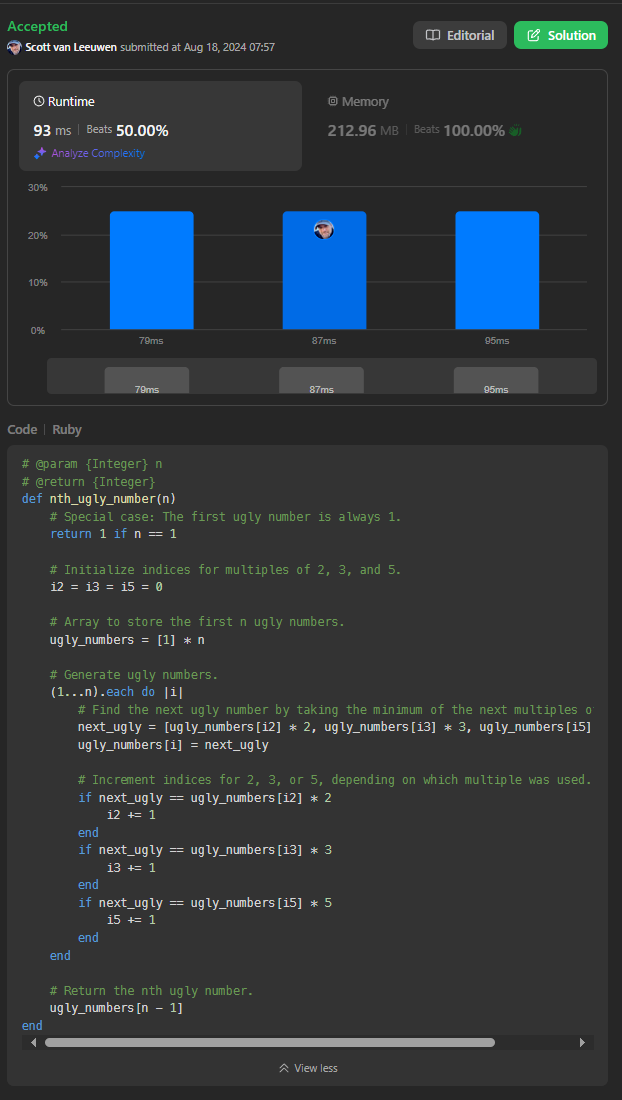 Accepted
Scott van Leeuwen submitted at Aug 18, 2024 07:57
Editorial
Solution
Runtime
93 ms | Beats 50.00%
Analyze Complexity
Memory
212.96 MB | Beats 100.00%
30%
20%
10%
0%
79ms 87ms 95ms
79ms 87ms 95ms
Code | Ruby
# @param {Integer} n
# @return {Integer}
def nth_ugly_number(n)
    # Special case: The first ugly number is always 1.
    return 1 if n == 1

    # Initialize indices for multiples of 2, 3, and 5.
    i2 = i3 = i5 = 0

    # Array to store the first n ugly numbers.
    ugly_numbers = [1] * n

    # Generate ugly numbers.
    (1...n).each do |i|
        # Find the next ugly number by taking the minimum of the next multiples o
        next_ugly = [ugly_numbers[i2] * 2, ugly_numbers[i3] * 3, ugly_numbers[i5]
        ugly_numbers[i] = next_ugly

        # Increment indices for 2, 3, or 5, depending on which multiple was used.
        if next_ugly == ugly_numbers[i2] * 2
            i2 += 1
        end
        if next_ugly == ugly_numbers[i3] * 3
            i3 += 1
        end
        if next_ugly == ugly_numbers[i5] * 5
            i5 += 1
        end
    end

    # Return the nth ugly number.
    ugly_numbers[n - 1]
end
View less